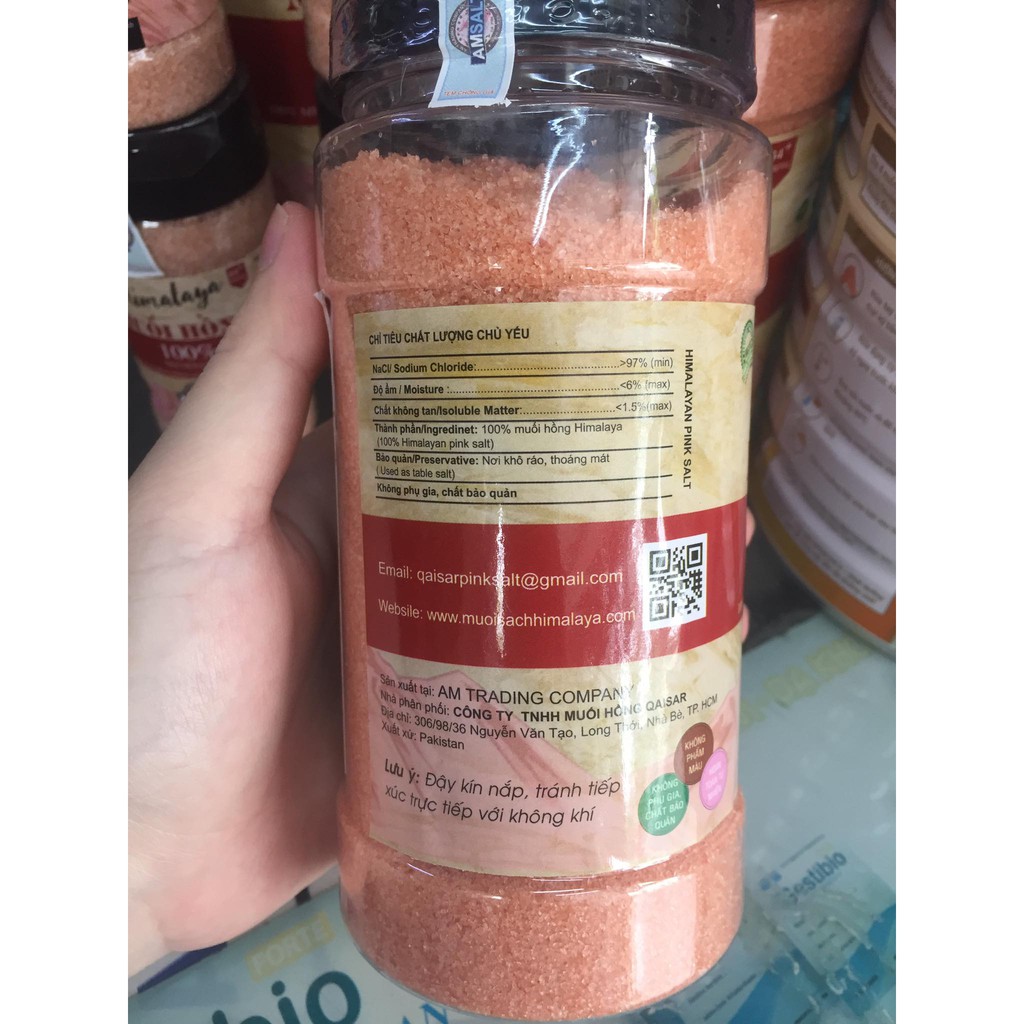 AMSALT
CHỈ TIÊU CHẤT LƯỢNG CHỦ YẾU
NaCl/ Sodium Chloride:..............................>97% (min)
Độ ẩm / Moisture :....................................<6% (max)
Chất không tan/Isoluble Matter:....................<1.5%(max)
Thành phần/Ingredinet: 100% muối hồng Himalaya
(100% Himalayan pink salt)
Bảo quản/Preservative: Nơi khô ráo, thoáng mát
( Used as table salt)
Không phụ gia, chất bảo quản
HIMALAYAN PINK SALT
Email: qaisarpinksalt@gmail.com
Websile: www.muoisachhimalaya.com
Sản xuất tại: AM TRADING COMPANY
Nhà phân phối: CÔNG TY TNHH MUỐI HỒNG QAISAR
Địa chỉ: 306/98/36 Nguyễn Văn Tạo, Long Thới, Nhà Bè, TP. HCM
Xuất xứ: Pakistan
Lưu ý: Đậy kín nắp, tránh tiếp
xúc trực tiếp với không khí
KHÔNG
PHẨM
MÀU
KHÔNG
PHỤ GIA,
CHẤT BẢO
QUẢN
Himalaya
100%
Gestibio
FORTE
bio